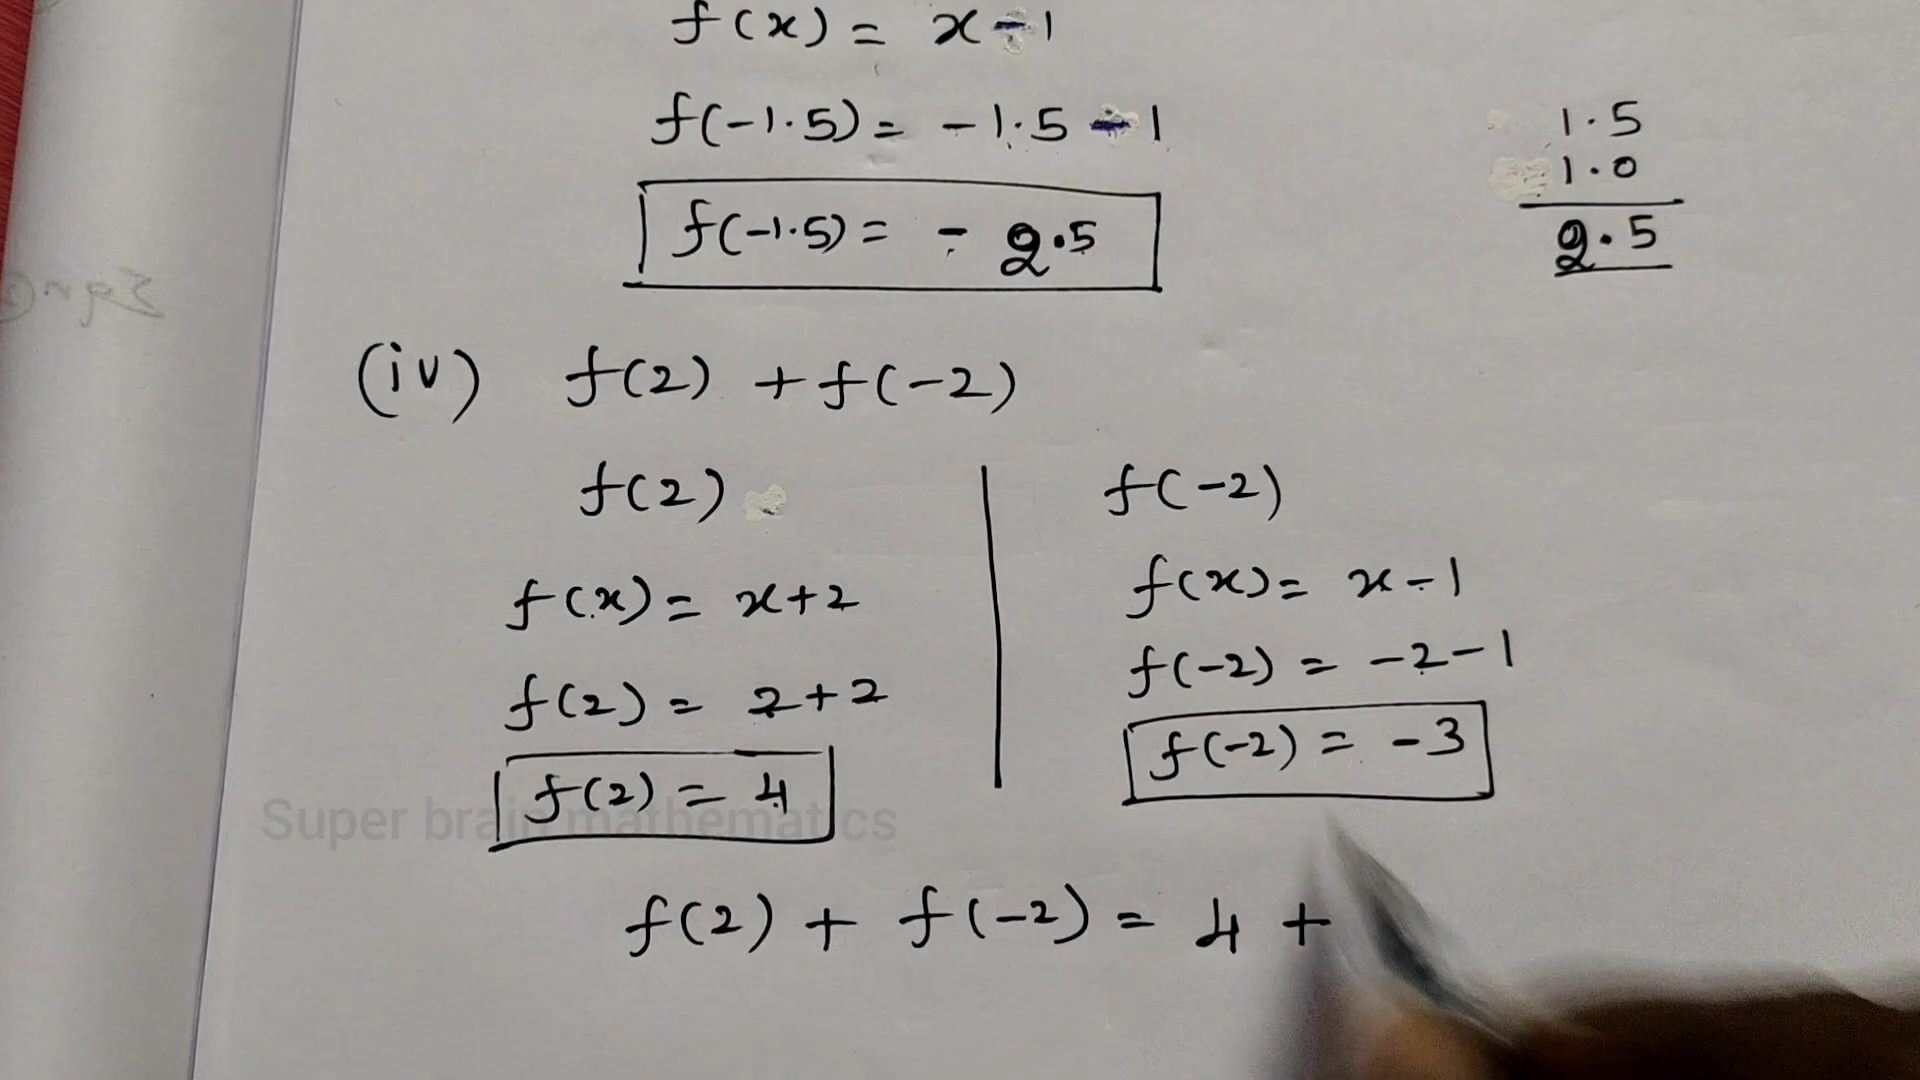 f(x) = x - 1
f(-1.5) = -1.5 - 1
f(-1.5) = - 2.5
1.5
1.0
2.5
(iv) f(2) + f(-2)
f(2)
f(x) = x+2
f(2) = 2+2
f(2) = 4
f(-2)
f(x) = x-1
f(-2) = -2-1
f(-2) = -3
Super brain mathematics
f(2) + f(-2) = 4 +